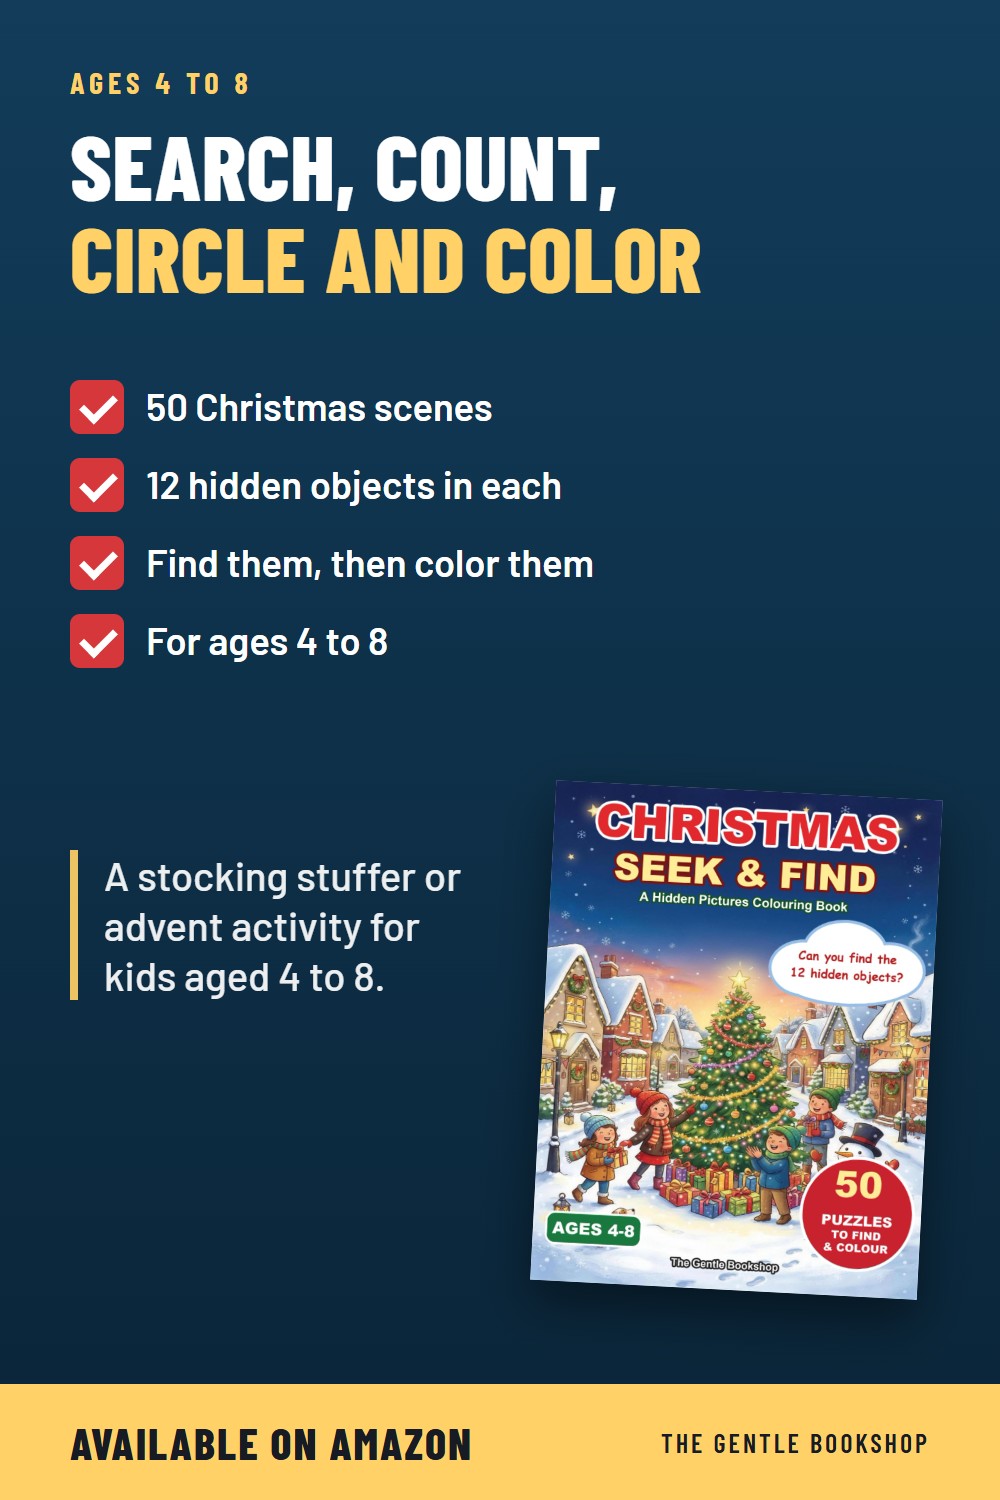 AGES 4 TO 8
SEARCH, COUNT,
CIRCLE AND COLOR
50 Christmas scenes
12 hidden objects in each
Find them, then color them
For ages 4 to 8
A stocking stuffer or
advent activity for
kids aged 4 to 8.
CHRISTMAS
SEEK & FIND
A Hidden Pictures Colouring Book
Can you find the
12 hidden objects?
50
PUZZLES
TO FIND
& COLOUR
AGES 4-8
The Gentle Bookshop
AVAILABLE ON AMAZON
THE GENTLE BOOKSHOP